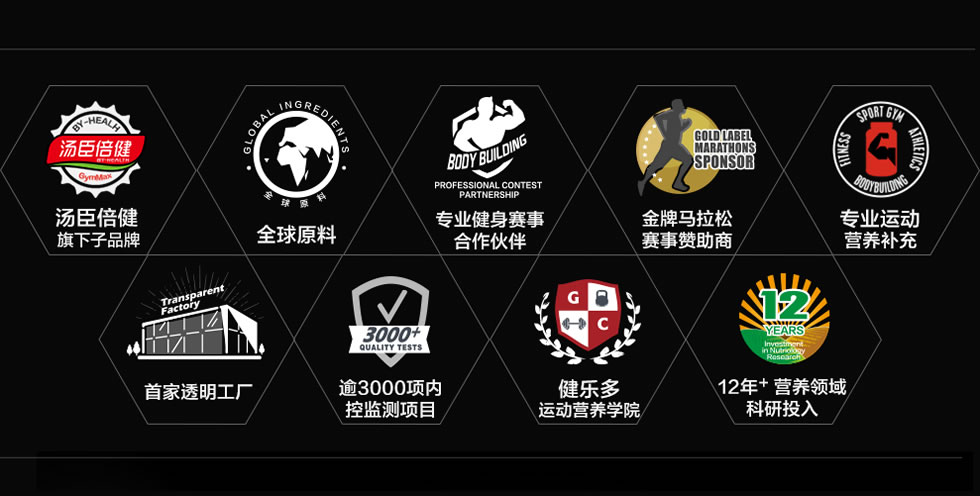 BY-HEALH
汤臣倍健
BY-HEALTH
GymMax
汤臣倍健
旗下子品牌
GLOBAL INGREDIENTS
全球原料
全球原料
BODY BUILDING
PROFESSIONAL CONTEST
PARTNERSHIP
专业健身赛事
合作伙伴
GOLD LABEL
MARATHONS
SPONSOR
金牌马拉松
赛事赞助商
SPORT GYM
FITNESS
ATHLETICS
BODYBUILDING
专业运动
营养补充
Transparent
Factory
首家透明工厂
3000+
QUALITY TESTS
逾3000项内
控监测项目
G
C
健乐多
运动营养学院
12
YEARS
Investment
in Nutriology
Research
12年+ 营养领域
科研投入